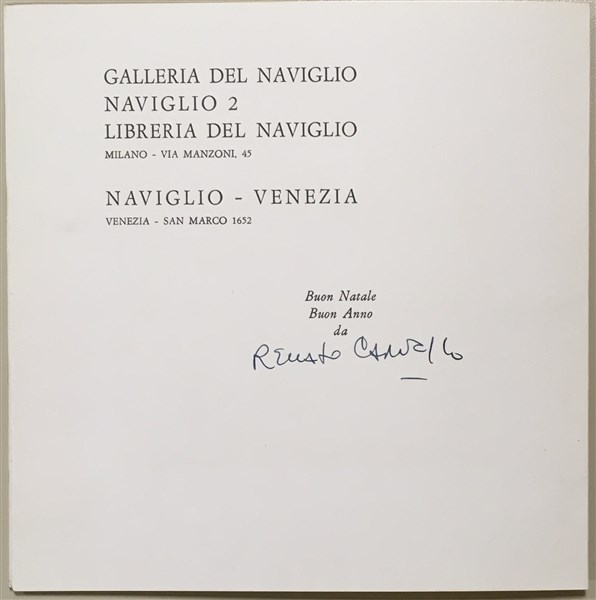 GALLERIA DEL NAVIGLIO
NAVIGLIO 2
LIBRERIA DEL NAVIGLIO
MILANO - VIA MANZONI, 45
NAVIGLIO - VENEZIA
VENEZIA - SAN MARCO 1652
Buon Natale
Buon Anno
da
Renato Cardazzo